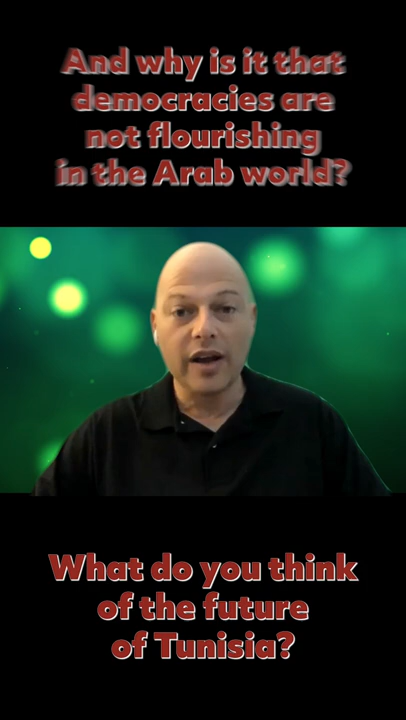 And why is it that
democracies are
not flourishing
in the Arab world?
What do you think
of the future
of Tunisia?